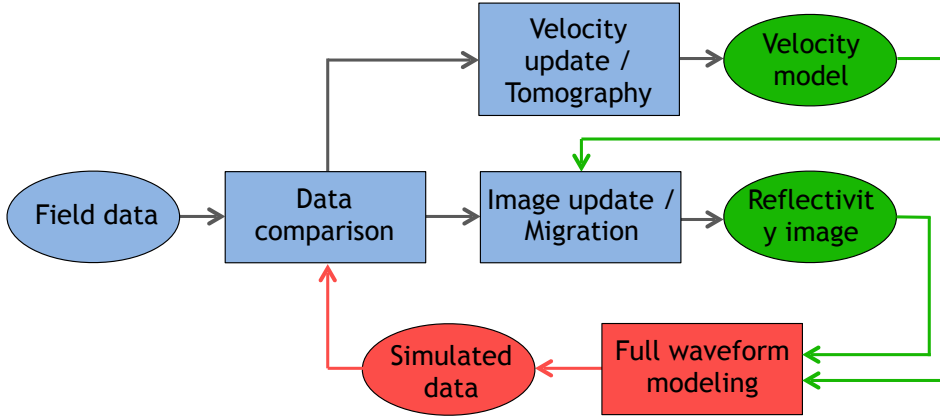 Velocity
update /
Tomography
Velocity
model
Field data
Data
comparison
Image update /
Migration
Reflectivit
y image
Simulated
data
Full waveform
modeling